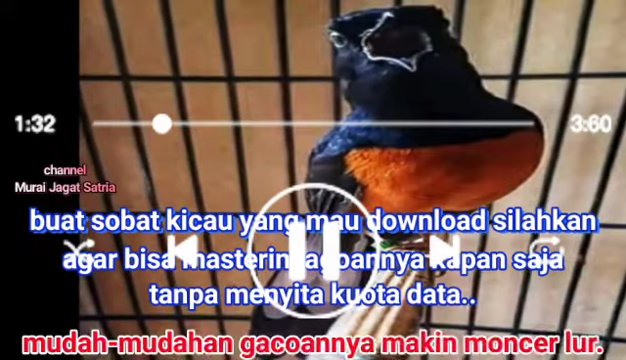 1:32
3:60
channel
Murai Jagat Satria
buat sobat kicau yang mau download silahkan
agar bisa masterin gacoannya kapan saja
tanpa menyita kuota data..
mudah-mudahan gacoannya makin moncer lur.